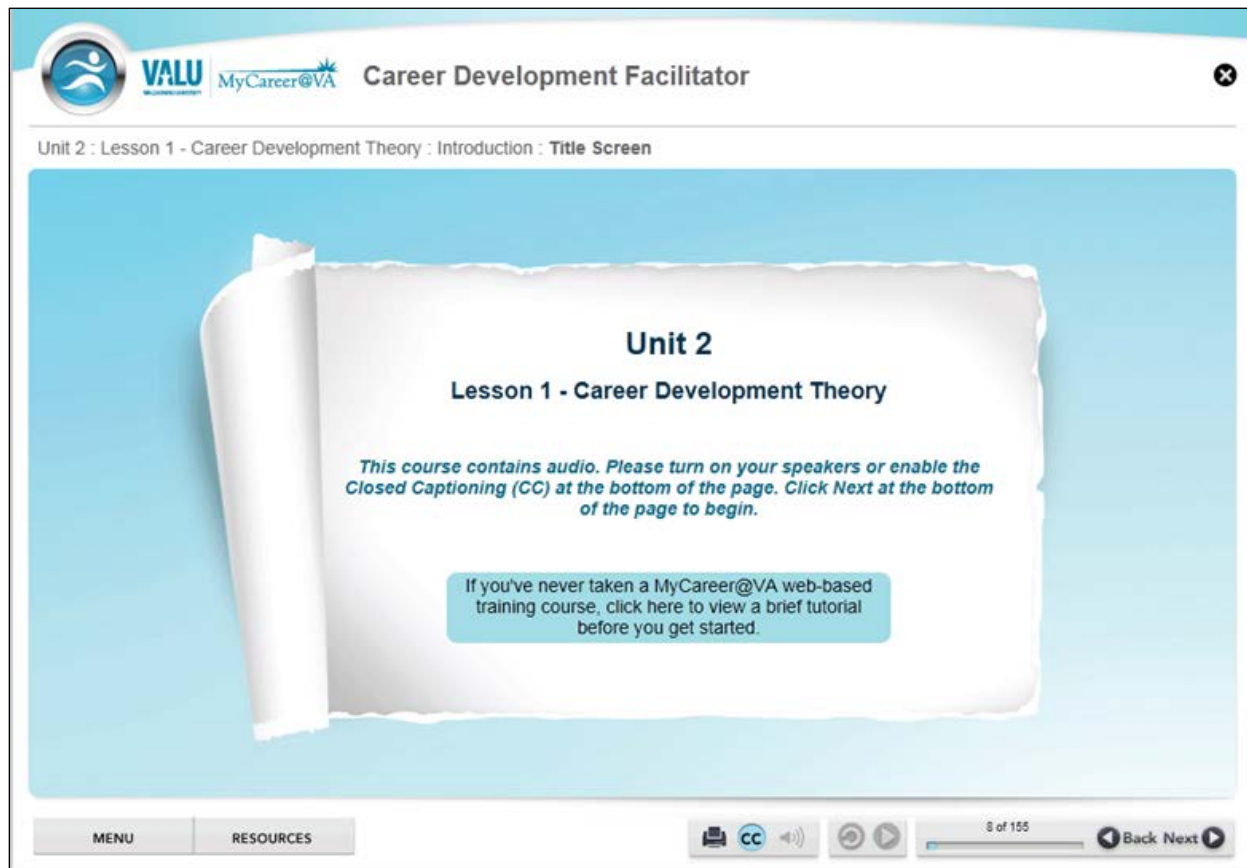 VALU MyCareer@VA Career Development Facilitator
Unit 2 : Lesson 1 - Career Development Theory : Introduction : Title Screen
Unit 2
Lesson 1 - Career Development Theory
This course contains audio. Please turn on your speakers or enable the
Closed Captioning (CC) at the bottom of the page. Click Next at the bottom
of the page to begin.
If you've never taken a MyCareer@VA web-based
training course, click here to view a brief tutorial
before you get started.
MENU RESOURCES CC 8 of 155 Back Next